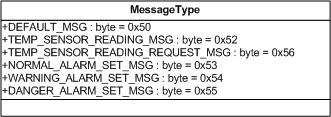 MessageType
+DEFAULT_MSG : byte = 0x50
+TEMP_SENSOR_READING_MSG : byte = 0x52
+TEMP_SENSOR_READING_REQUEST_MSG : byte = 0x56
+NORMAL_ALARM_SET_MSG : byte = 0x53
+WARNING_ALARM_SET_MSG : byte = 0x54
+DANGER_ALARM_SET_MSG : byte = 0x55